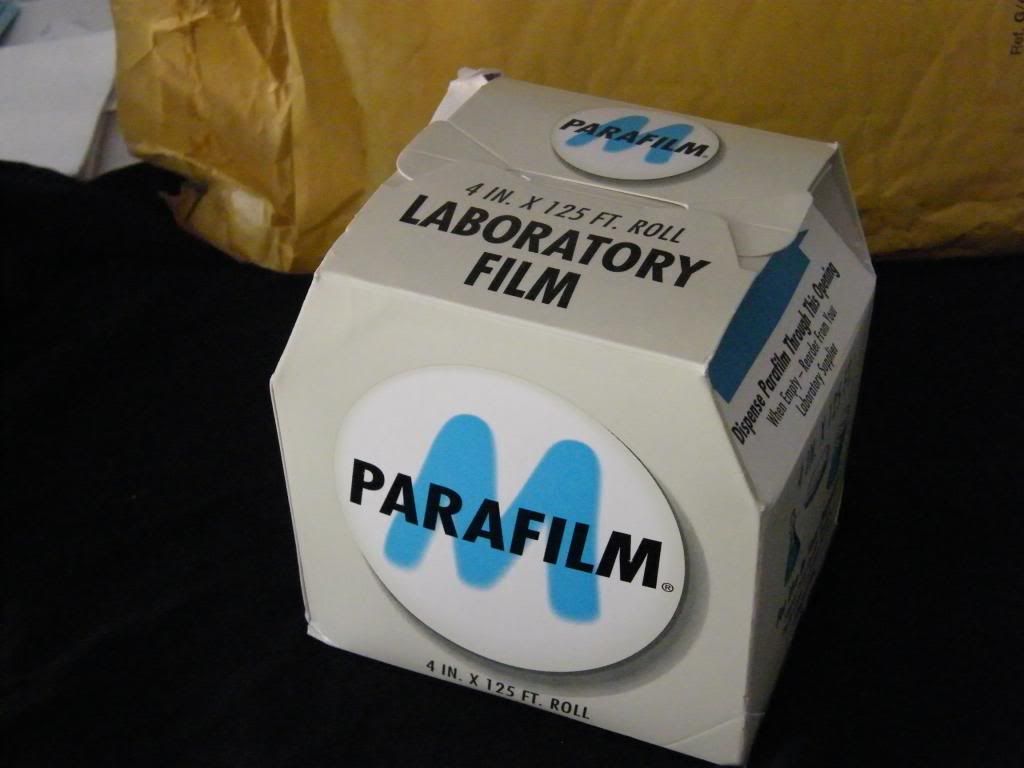 PARAFILM
M
4 IN. X 125 FT. ROLL
LABORATORY
FILM
Dispense Parafilm Through This Opening
When Empty – Reorder From Your
Laboratory Supplier
M
PARAFILM®
4 IN. X 125 FT. ROLL
Ref.